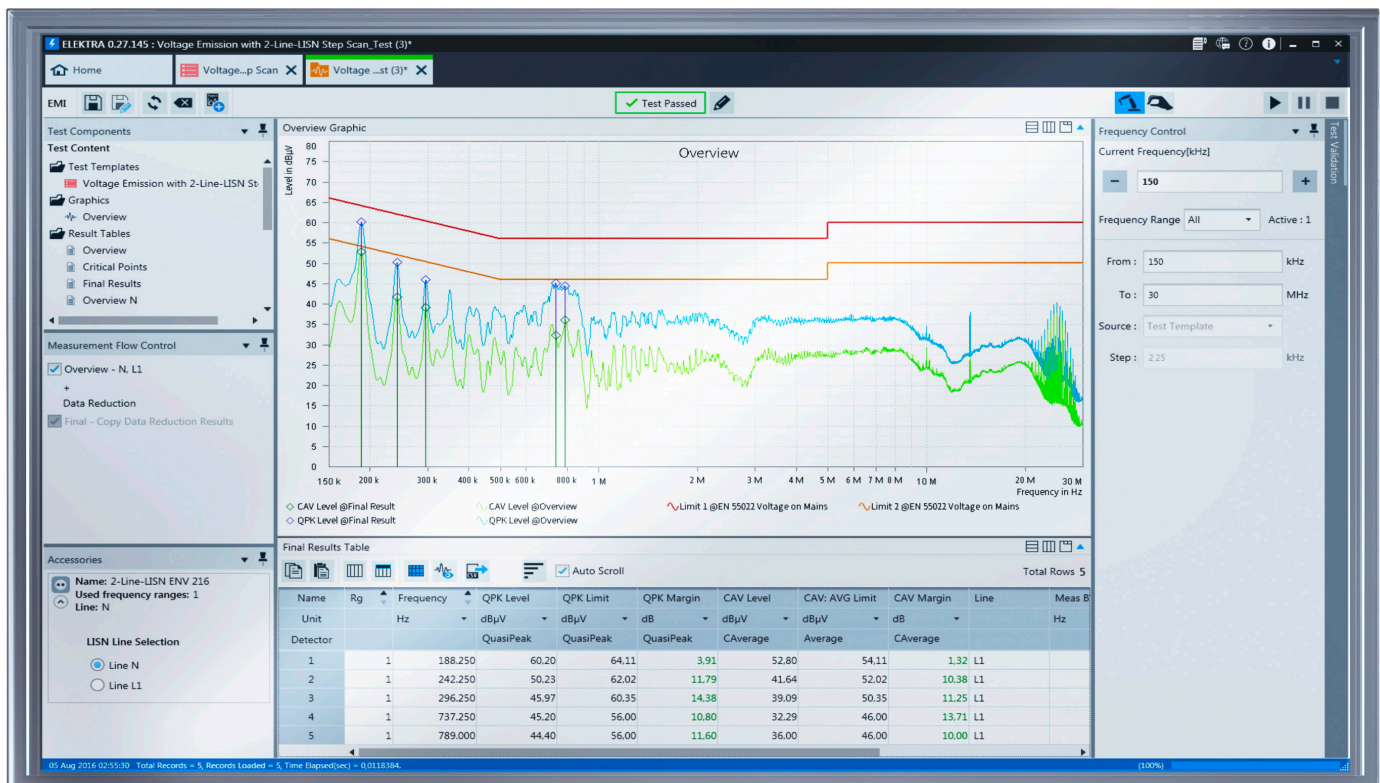 ELEKTRA 0.27.145 : Voltage Emission with 2-Line-LISN Step Scan_Test (3)*
Home
Voltage...p Scan
Voltage ...st (3)*
EMI
Test Passed
Test Components
Test Content
Test Templates
Voltage Emission with 2-Line-LISN St
Graphics
Overview
Result Tables
Overview
Critical Points
Final Results
Overview N
Measurement Flow Control
Overview - N, L1
+
Data Reduction
Final - Copy Data Reduction Results
Accessories
Name: 2-Line-LISN ENV 216
Used frequency ranges: 1
Line: N
LISN Line Selection
Line N
Line L1
Overview Graphic
Overview
Level in dBµV
80
75
70
65
60
55
50
45
40
35
30
25
20
15
10
5
0
150 k 200 k 300 k 400 k 500 k 600 k 800 k 1 M 2 M 3 M 4 M 5 M 6 M 7 M 8 M 10 M 20 M 30 M
Frequency in Hz
CAV Level @Final Result CAV Level @Overview Limit 1 @EN 55022 Voltage on Mains Limit 2 @EN 55022 Voltage on Mains
QPK Level @Final Result QPK Level @Overview
Final Results Table
CSV
Auto Scroll
Total Rows 5
Name Rg Frequency QPK Level QPK Limit QPK Margin CAV Level CAV: AVG Limit CAV Margin Line Meas B
Unit Hz dBµV dBµV dB dBµV dBµV dB Hz
Detector QuasiPeak QuasiPeak QuasiPeak CAverage Average CAverage
1 1 188.250 60.20 64,11 3,91 52.80 54,11 1,32 L1
2 1 242.250 50.23 62,02 11,79 41.64 52,02 10,38 L1
3 1 296.250 45.97 60,35 14,38 39.09 50,35 11,25 L1
4 1 737.250 45.20 56,00 10,80 32.29 46,00 13,71 L1
5 1 789.000 44.40 56,00 11,60 36.00 46,00 10,00 L1
Frequency Control
Current Frequency[kHz]
150
Frequency Range All Active : 1
From : 150 kHz
To : 30 MHz
Source : Test Template
Step : 2,25 kHz
Test Validation
05 Aug 2016 02:55:30 Total Records = 5, Records Loaded = 5, Time Elapsed(sec) = 0,0118384.
(100%)